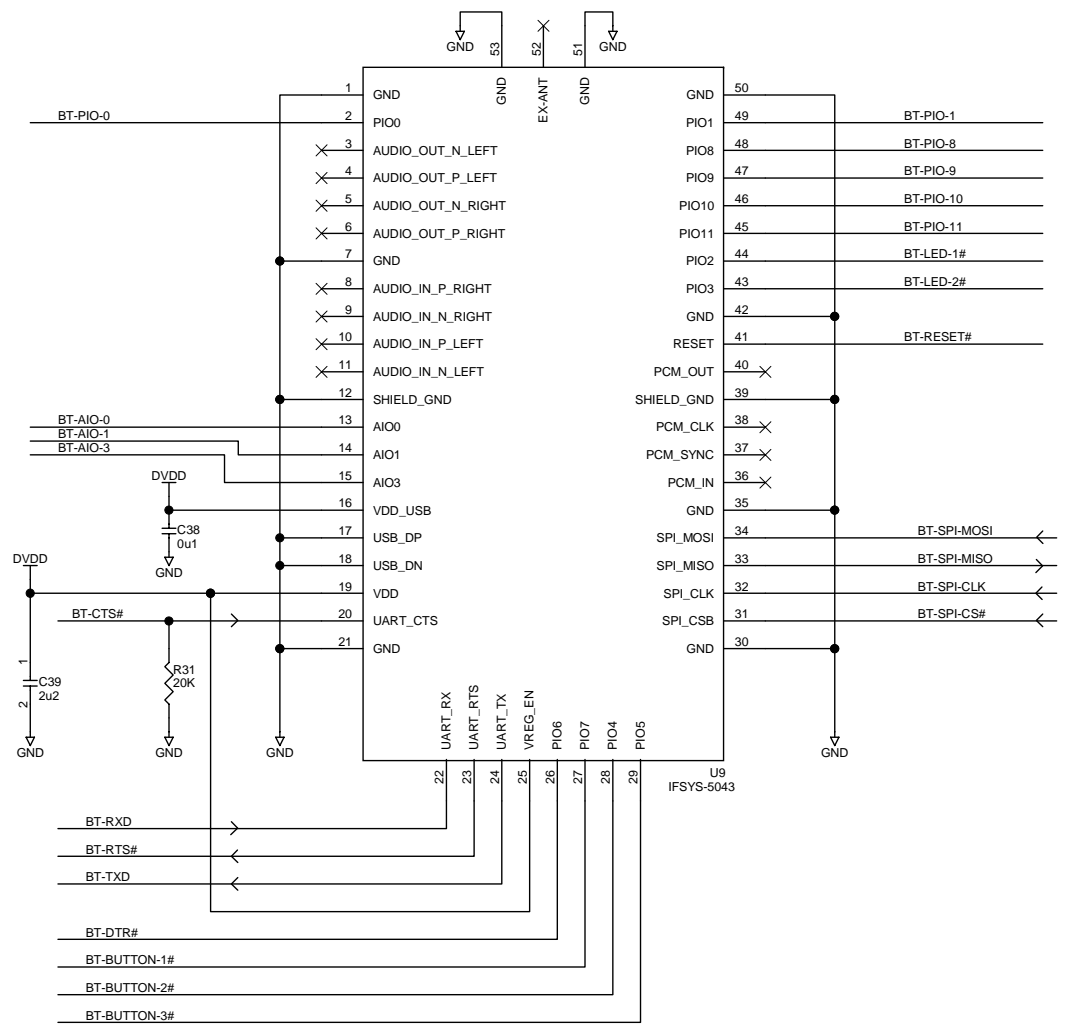 GND
53
52
51
GND
GND
EX-ANT
GND
1 GND
GND 50
BT-PIO-0 2 PIO0
PIO1 49 BT-PIO-1
3 AUDIO_OUT_N_LEFT
PIO8 48 BT-PIO-8
4 AUDIO_OUT_P_LEFT
PIO9 47 BT-PIO-9
5 AUDIO_OUT_N_RIGHT
PIO10 46 BT-PIO-10
6 AUDIO_OUT_P_RIGHT
PIO11 45 BT-PIO-11
7 GND
PIO2 44 BT-LED-1#
8 AUDIO_IN_P_RIGHT
PIO3 43 BT-LED-2#
9 AUDIO_IN_N_RIGHT
GND 42
10 AUDIO_IN_P_LEFT
RESET 41 BT-RESET#
11 AUDIO_IN_N_LEFT
PCM_OUT 40
12 SHIELD_GND
SHIELD_GND 39
BT-AIO-0 13 AIO0
PCM_CLK 38
BT-AIO-1
BT-AIO-3
14 AIO1
PCM_SYNC 37
15 AIO3
PCM_IN 36
DVDD
16 VDD_USB
GND 35
C38
0u1
GND
17 USB_DP
SPI_MOSI 34 BT-SPI-MOSI
18 USB_DN
SPI_MISO 33 BT-SPI-MISO
DVDD
19 VDD
SPI_CLK 32 BT-SPI-CLK
BT-CTS# 20 UART_CTS
SPI_CSB 31 BT-SPI-CS#
21 GND
GND 30
1
C39
2u2
2
GND
R31
20K
GND
GND
GND
UART_RX
UART_RTS
UART_TX
VREG_EN
PIO6
PIO7
PIO4
PIO5
22
23
24
25
26
27
28
29
U9
IFSYS-5043
BT-RXD
BT-RTS#
BT-TXD
BT-DTR#
BT-BUTTON-1#
BT-BUTTON-2#
BT-BUTTON-3#